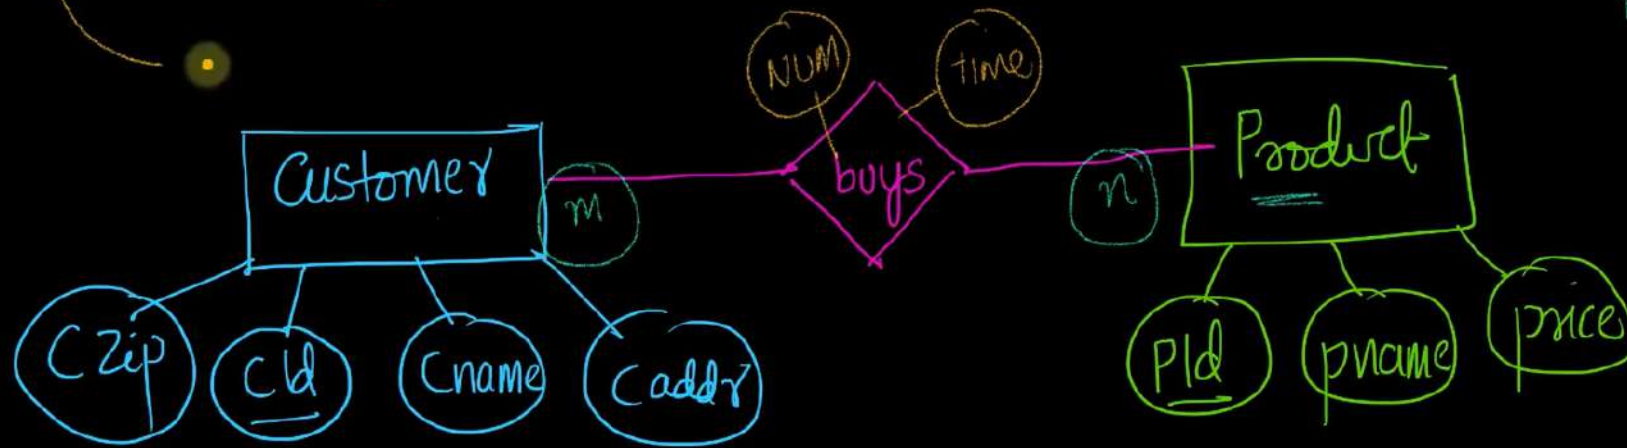 NUM
time
Customer
m
buys
n
Product
Czip
CId
Cname
Caddr
PId
pname
price